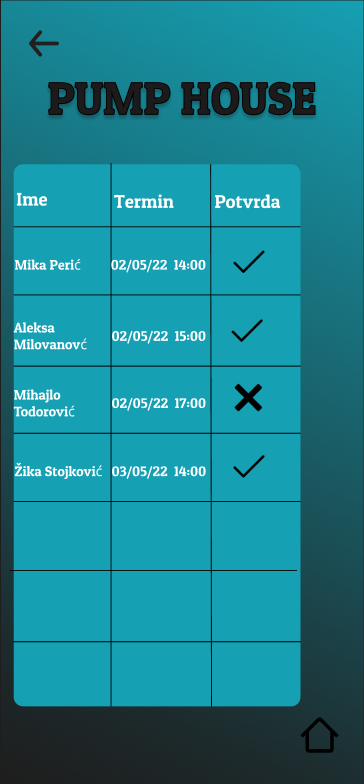 PUMP HOUSE
Ime Termin Potvrda
Mika Perić 02/05/22 14:00
Aleksa
Milovanovć 02/05/22 15:00
Mihajlo
Todorović 02/05/22 17:00
Žika Stojković 03/05/22 14:00